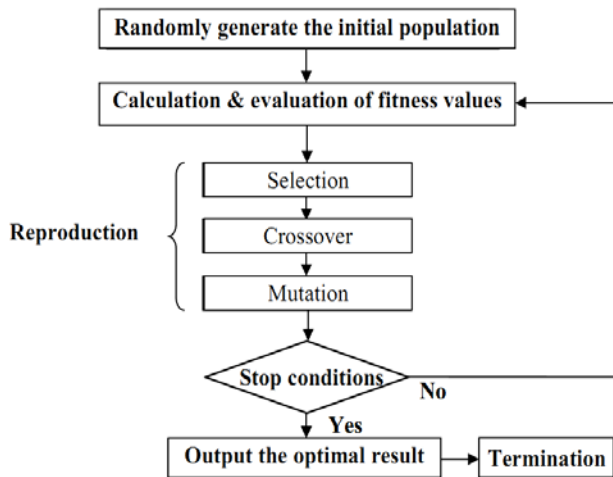 Randomly generate the initial population
Calculation & evaluation of fitness values
Selection
Reproduction
Crossover
Mutation
Stop conditions
No
Yes
Output the optimal result
Termination